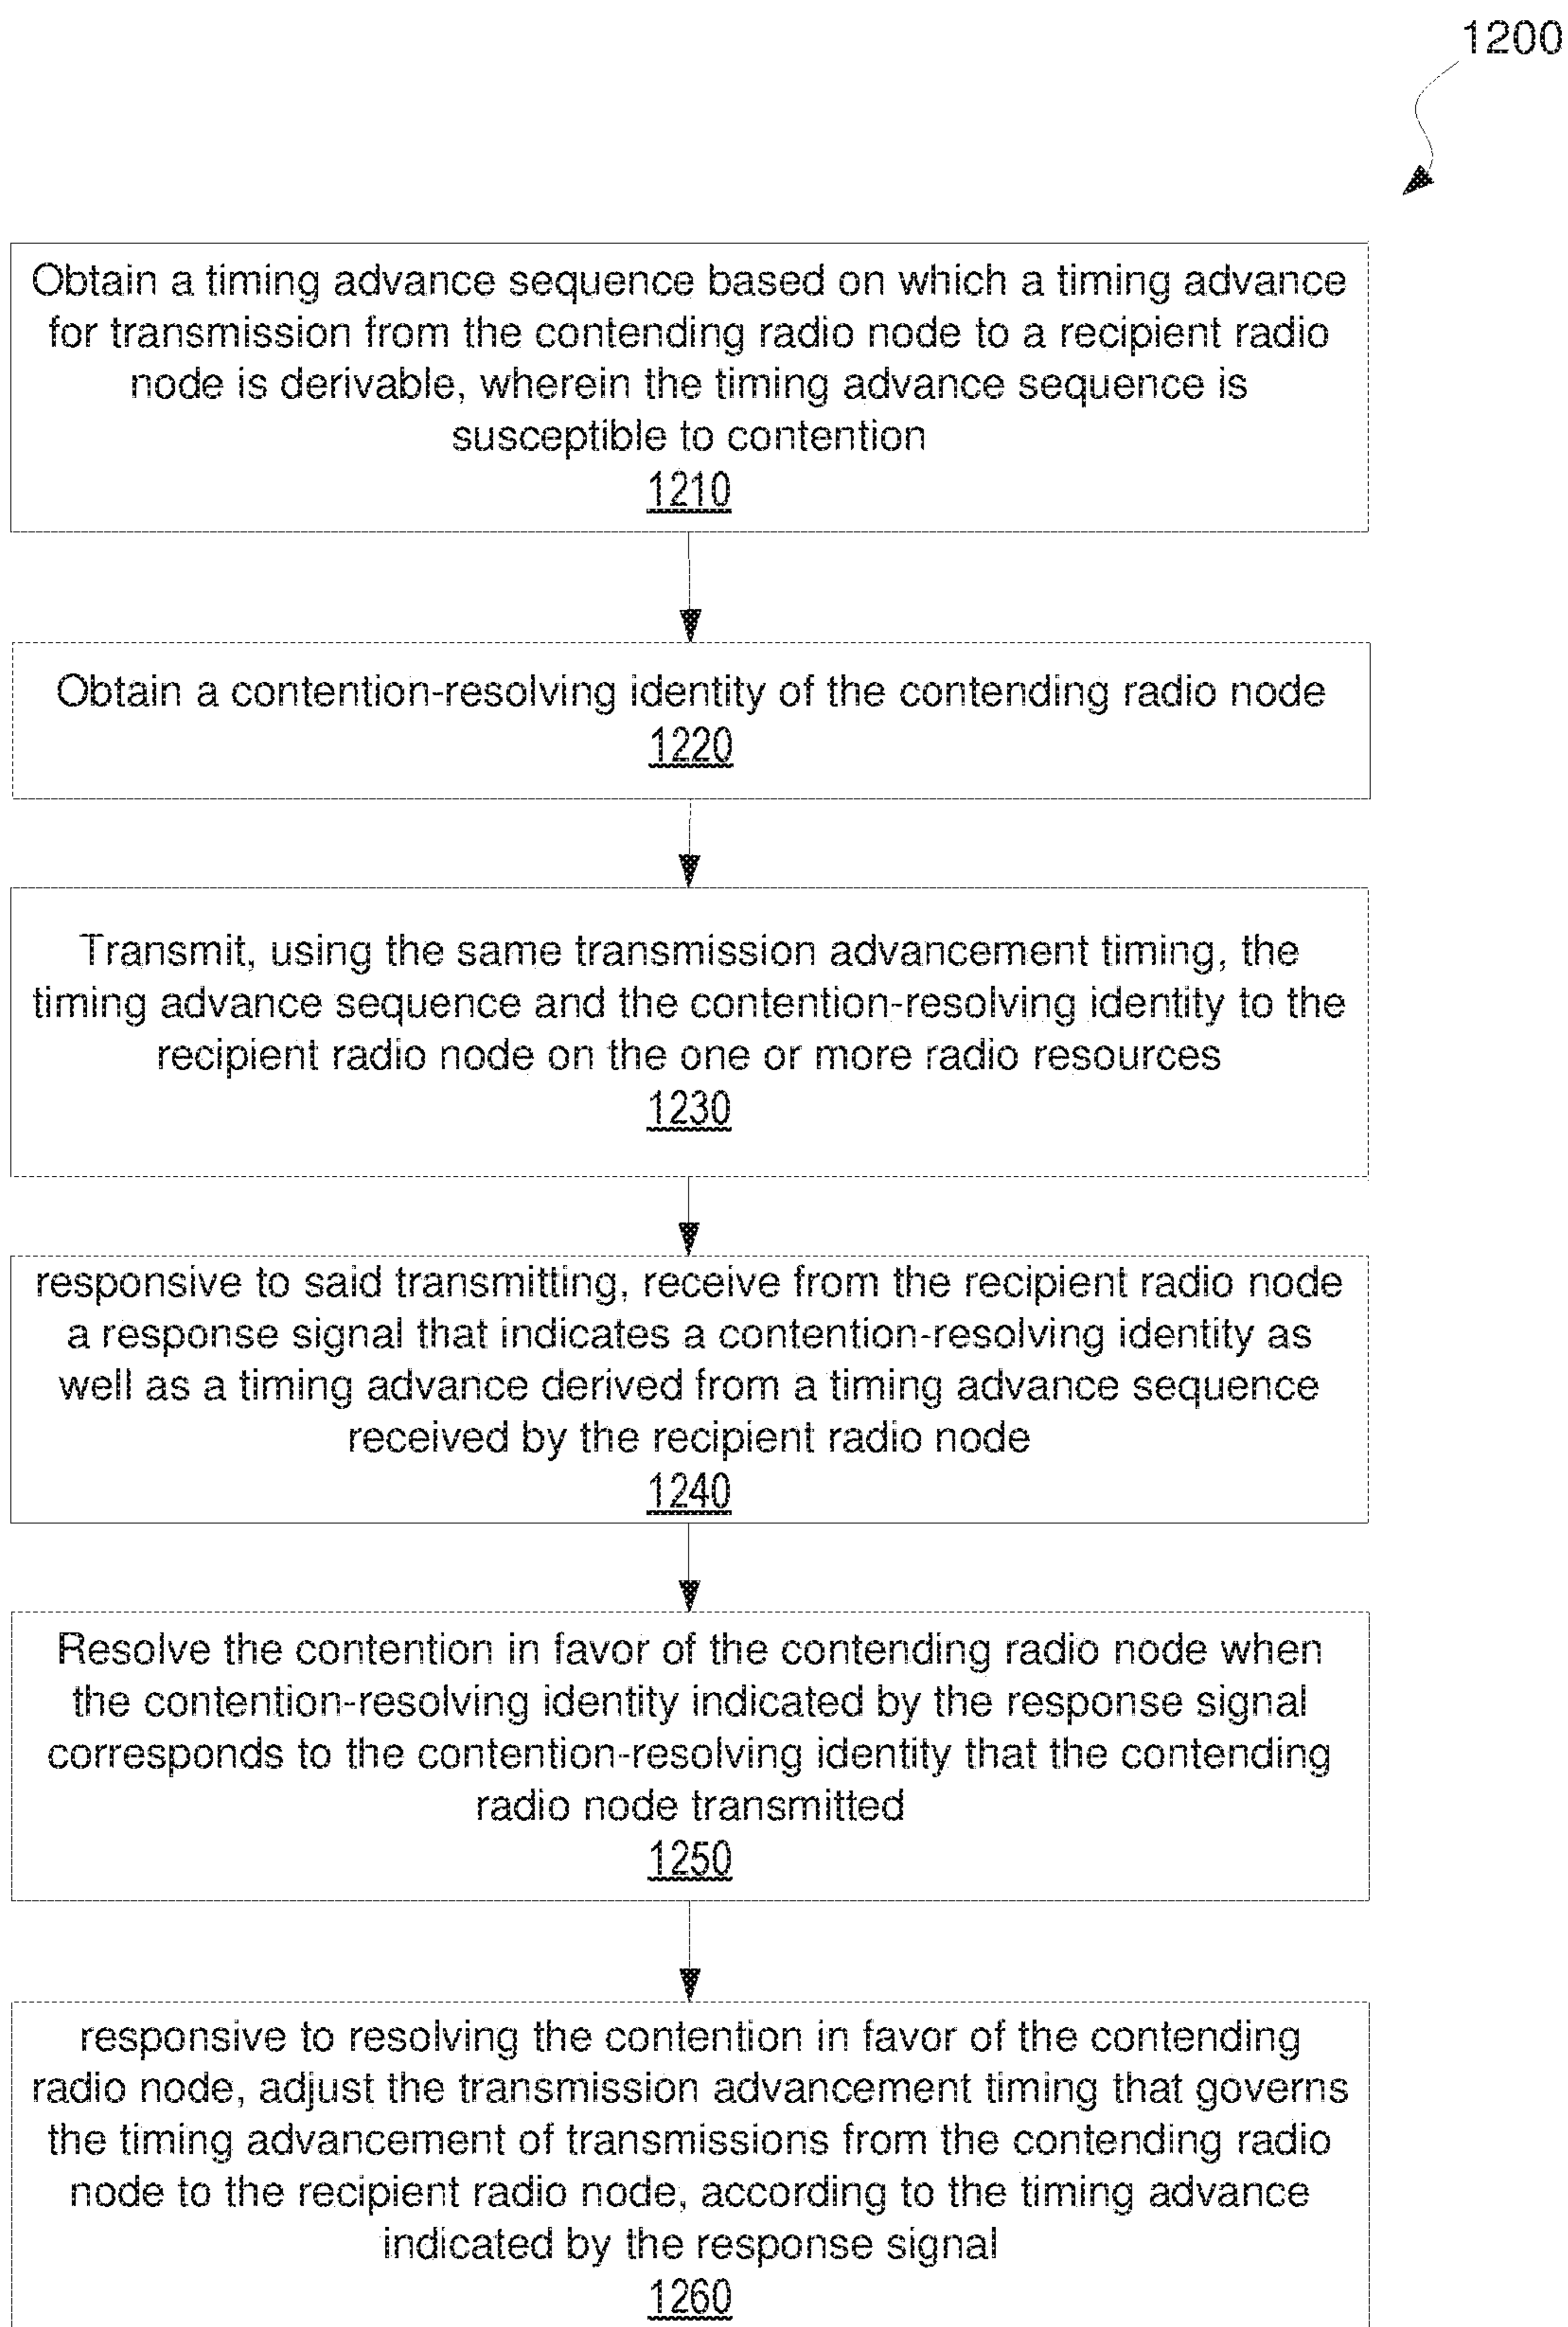 1200
Obtain a timing advance sequence based on which a timing advance
for transmission from the contending radio node to a recipient radio
node is derivable, wherein the timing advance sequence is
susceptible to contention
1210
Obtain a contention-resolving identity of the contending radio node
1220
Transmit, using the same transmission advancement timing, the
timing advance sequence and the contention-resolving identity to the
recipient radio node on the one or more radio resources
1230
responsive to said transmitting, receive from the recipient radio node
a response signal that indicates a contention-resolving identity as
well as a timing advance derived from a timing advance sequence
received by the recipient radio node
1240
Resolve the contention in favor of the contending radio node when
the contention-resolving identity indicated by the response signal
corresponds to the contention-resolving identity that the contending
radio node transmitted
1250
responsive to resolving the contention in favor of the contending
radio node, adjust the transmission advancement timing that governs
the timing advancement of transmissions from the contending radio
node to the recipient radio node, according to the timing advance
indicated by the response signal
1260